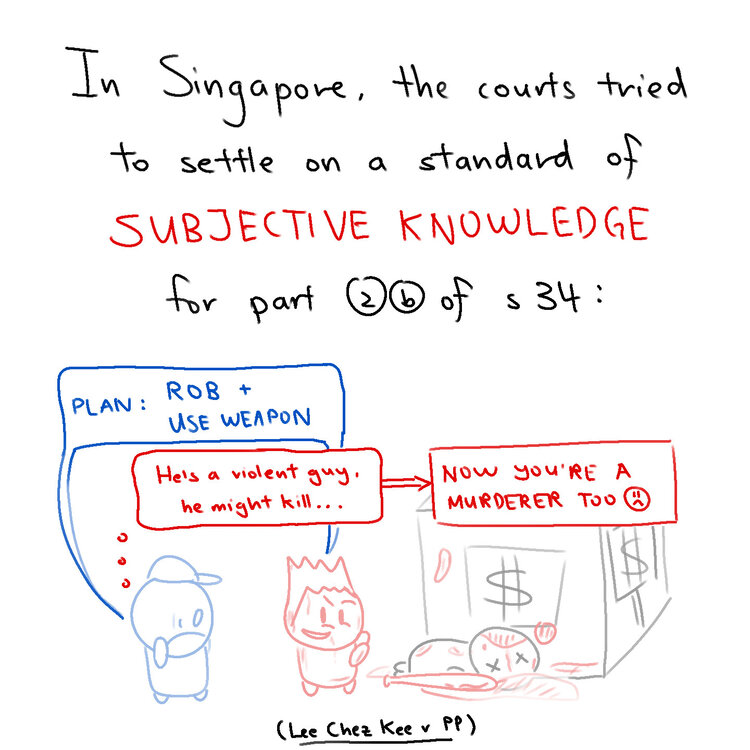 In Singapore, the courts tried
to settle on a standard of
SUBJECTIVE KNOWLEDGE
for part ② ⓑ of s 34:
PLAN: ROB +
USE WEAPON
He's a violent guy,
he might kill...
NOW YOU'RE A
MURDERER TOO
$
$
(Lee Chez Kee v PP)